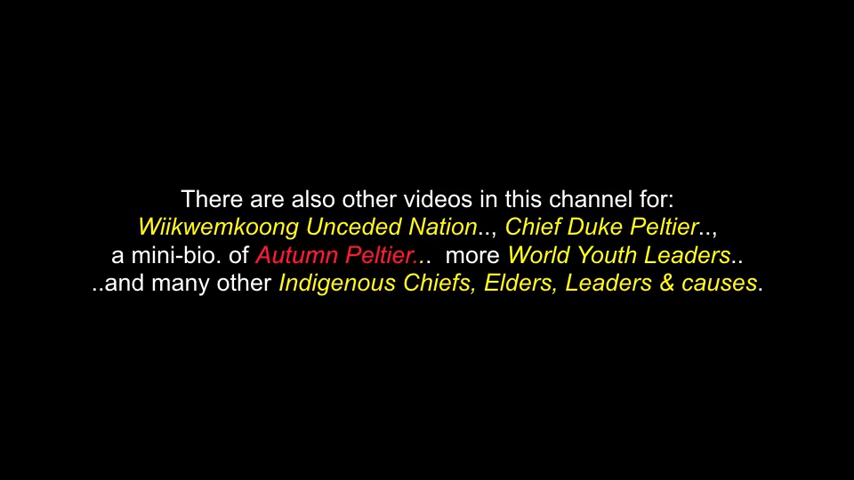 There are also other videos in this channel for:
Wiikwemkoong Unceded Nation.., Chief Duke Peltier..,
a mini-bio. of Autumn Peltier... more World Youth Leaders..
..and many other Indigenous Chiefs, Elders, Leaders & causes.